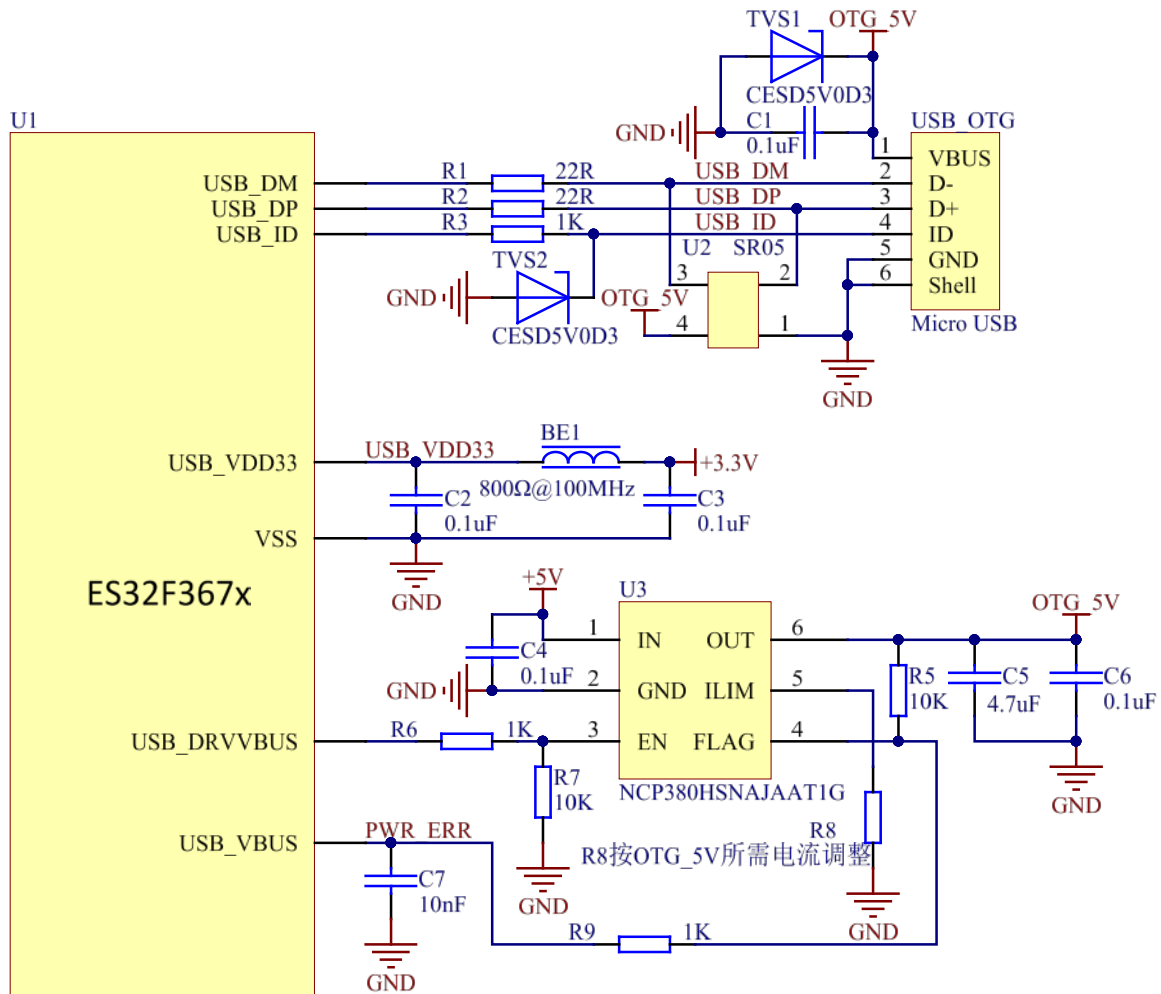 TVS1
OTG_5V
CESD5V0D3
GND
C1
0.1uF
USB_OTG
U1
1
VBUS
USB_DM
R1
22R
USB_DM
2
D-
USB_DP
R2
22R
USB_DP
3
D+
USB_ID
R3
1K
USB_ID
4
ID
U2
SR05
5
GND
TVS2
GND
CESD5V0D3
OTG_5V
3
2
6
Shell
4
1
Micro USB
GND
BE1
USB_VDD33
USB_VDD33
+3.3V
800Ω@100MHz
C2
0.1uF
C3
0.1uF
VSS
GND
ES32F367x
+5V
U3
OTG_5V
1
IN
OUT
6
C4
0.1uF
GND
2
GND
ILIM
5
R5
10K
C5
4.7uF
C6
0.1uF
USB_DRVVBUS
R6
1K
3
EN
FLAG
4
R7
10K
NCP380HSNAJAAT1G
GND
USB_VBUS
PWR_ERR
R8
R8按OTG_5V所需电流调整
C7
10nF
GND
GND
R9
1K
GND